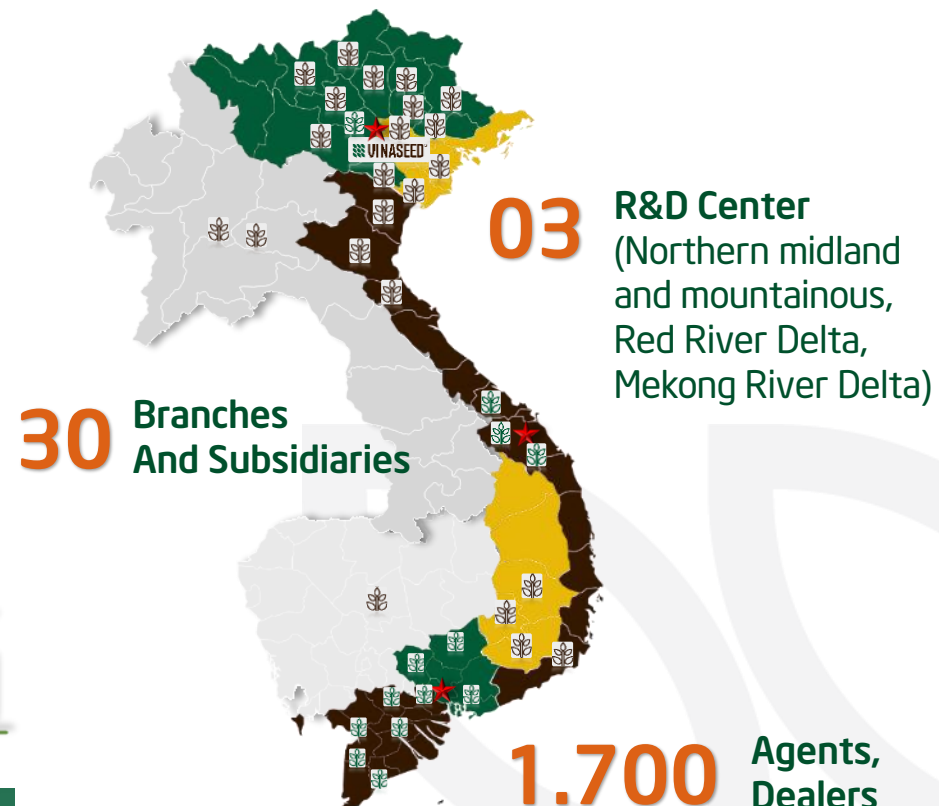 VINASEED
03
R&D Center
(Northern midland
and mountainous,
Red River Delta,
Mekong River Delta)
30
Branches
And Subsidiaries
1.700
Agents,
Dealers